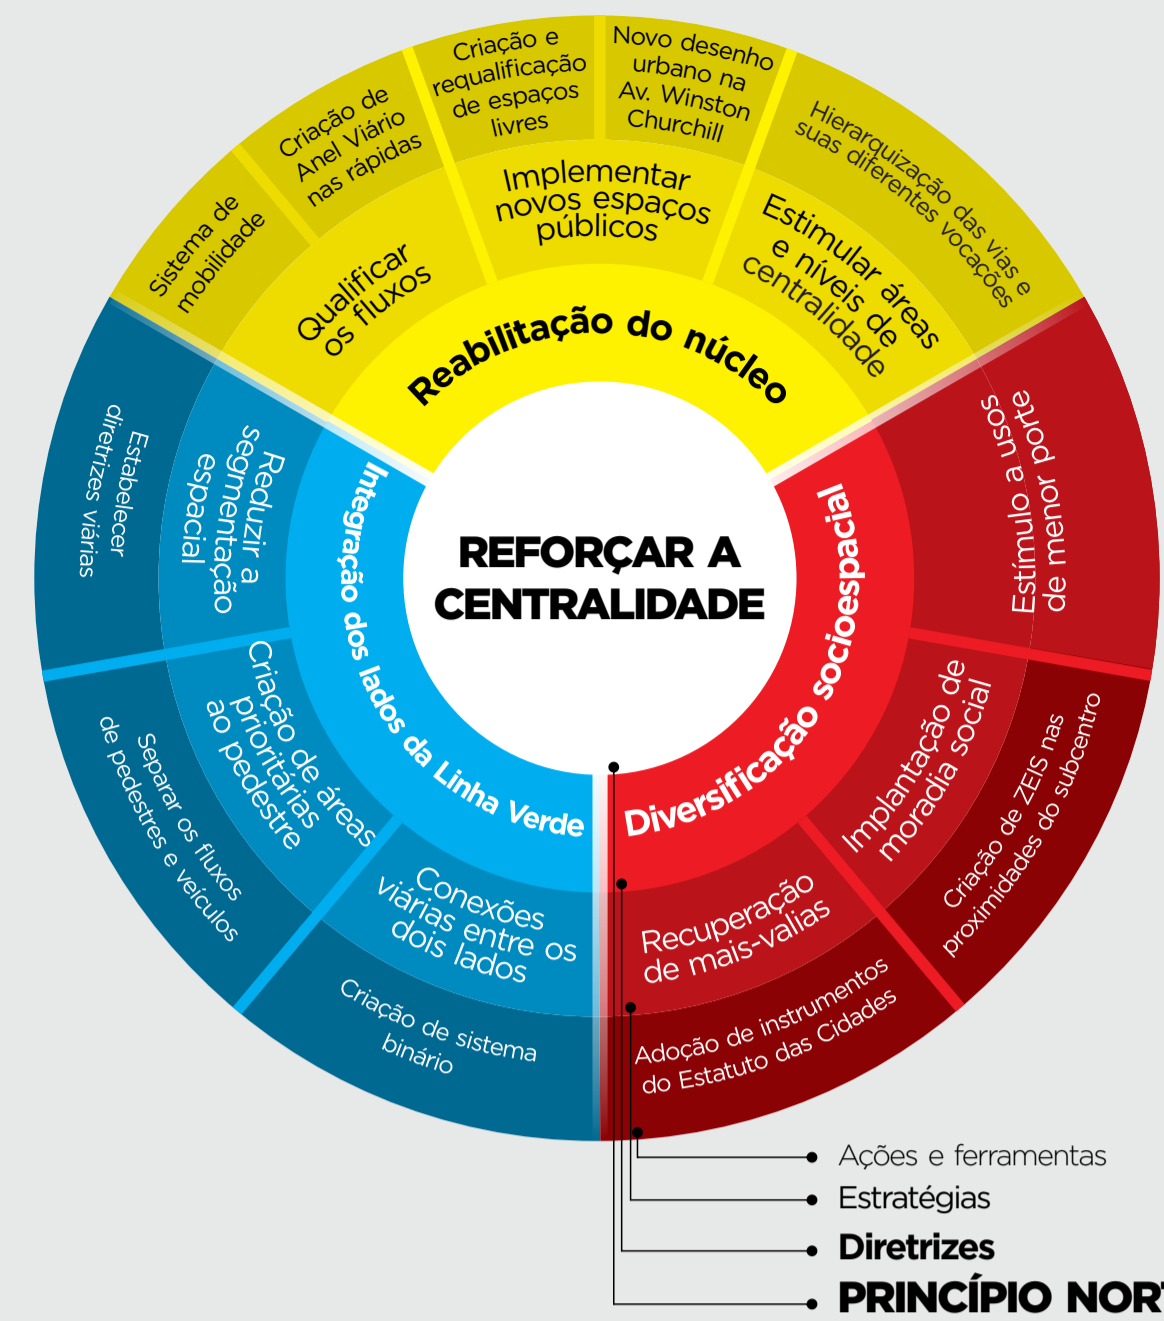 REFORÇAR A
CENTRALIDADE
Reabilitação do núcleo
Qualificar
os fluxos
Sistema de
mobilidade
Criação de
Anel Viário
nas rápidas
Implementar
novos espaços
públicos
Criação e
requalificação
de espaços
livres
Novo desenho
urbano na
Av. Winston
Churchill
Estimular áreas
e níveis de
centralidade
Hierarquização das vias e
suas diferentes vocações
Diversificação socioespacial
Estímulo a usos
de menor porte
Implantação de
moradia social
Criação de ZEIS nas
proximidades do subcentro
Recuperação
de mais-valias
Adoção de instrumentos
do Estatuto das Cidades
Integração dos lados da Linha Verde
Conexões
viárias entre os
dois lados
Criação de sistema
binário
Criação de áreas
prioritárias
ao pedestre
Separar os fluxos
de pedestres e veículos
Reduzir a
segmentação
espacial
Estabelecer
diretrizes viárias
Ações e ferramentas
Estratégias
Diretrizes
PRINCÍPIO NOR